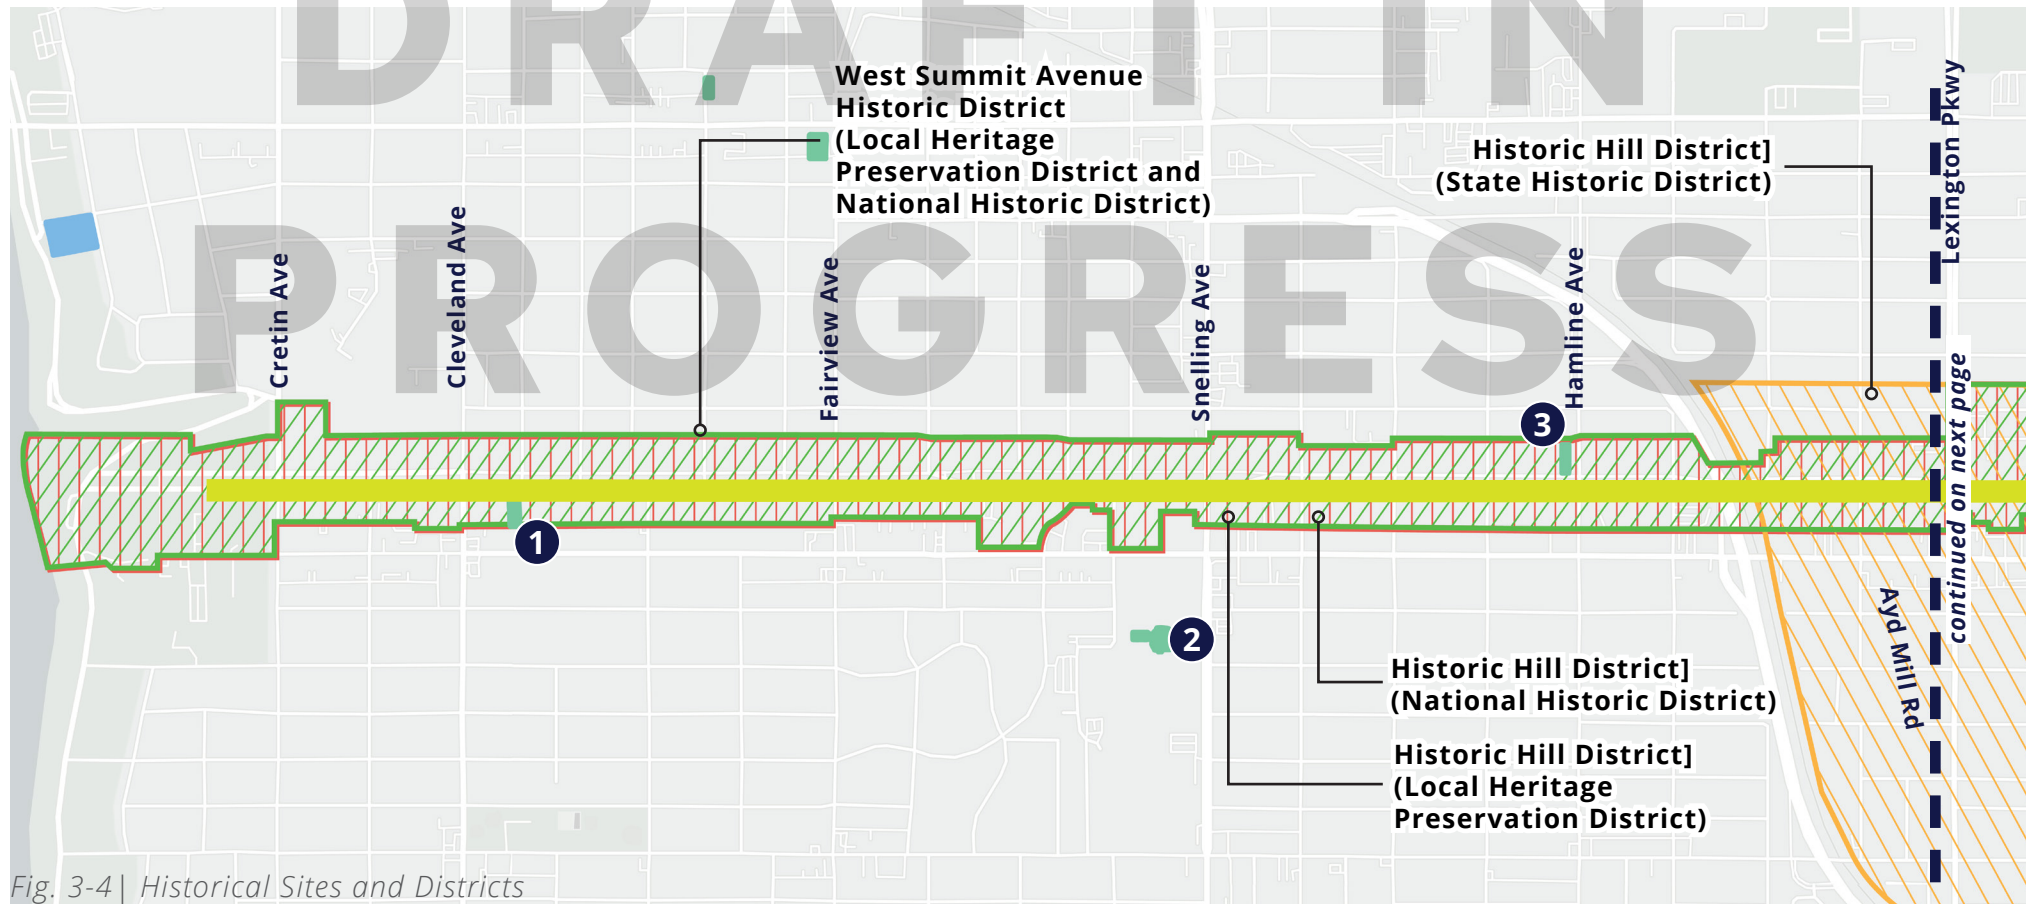 DRAFT IN
PROGRESS
West Summit Avenue
Historic District
(Local Heritage
Preservation District and
National Historic District)
Historic Hill District]
(State Historic District)
Lexington Pkwy
Cretin Ave
Cleveland Ave
Fairview Ave
Snelling Ave
Hamline Ave
3
1
2
continued on next page
Ayd Mill Rd
Historic Hill District]
(National Historic District)
Historic Hill District]
(Local Heritage
Preservation District)
Fig. 3-4| Historical Sites and Districts